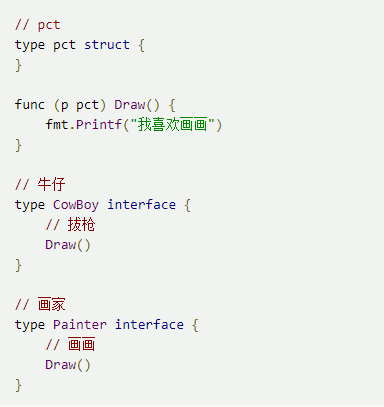 // pct
type pct struct {
}
func (p pct) Draw() {
    fmt.Printf("我喜欢画画")
}
// 牛仔
type CowBoy interface {
    // 拔枪
    Draw()
}
// 画家
type Painter interface {
    // 画画
    Draw()
}